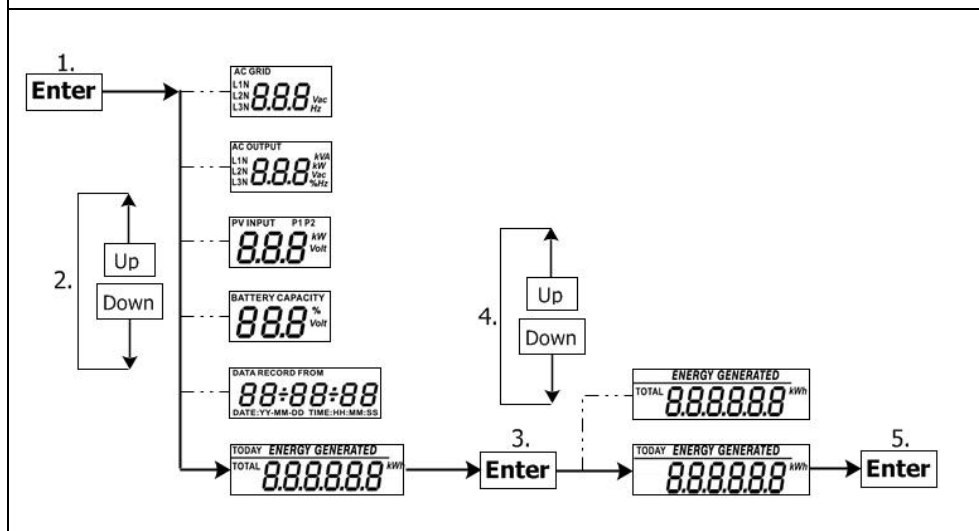 1.
Enter
AC GRID
L1N
L2N
L3N
8.8.8
Vac
Hz
AC OUTPUT
L1N
L2N
L3N
8.8.8
kVA
kW
Vac
%Hz
PV INPUT P1 P2
8.8.8
kW
Volt
2.
Up
Down
BATTERY CAPACITY
88.8
%
Volt
DATA RECORD FROM
88:88:88
DATE:YY-MM-DD TIME:HH:MM:SS
TODAY ENERGY GENERATED
TOTAL 8.8.8.8.8.8 kWh
3.
Enter
4.
Up
Down
ENERGY GENERATED
TOTAL 8.8.8.8.8.8 kWh
TODAY ENERGY GENERATED
8.8.8.8.8.8 kWh
5.
Enter